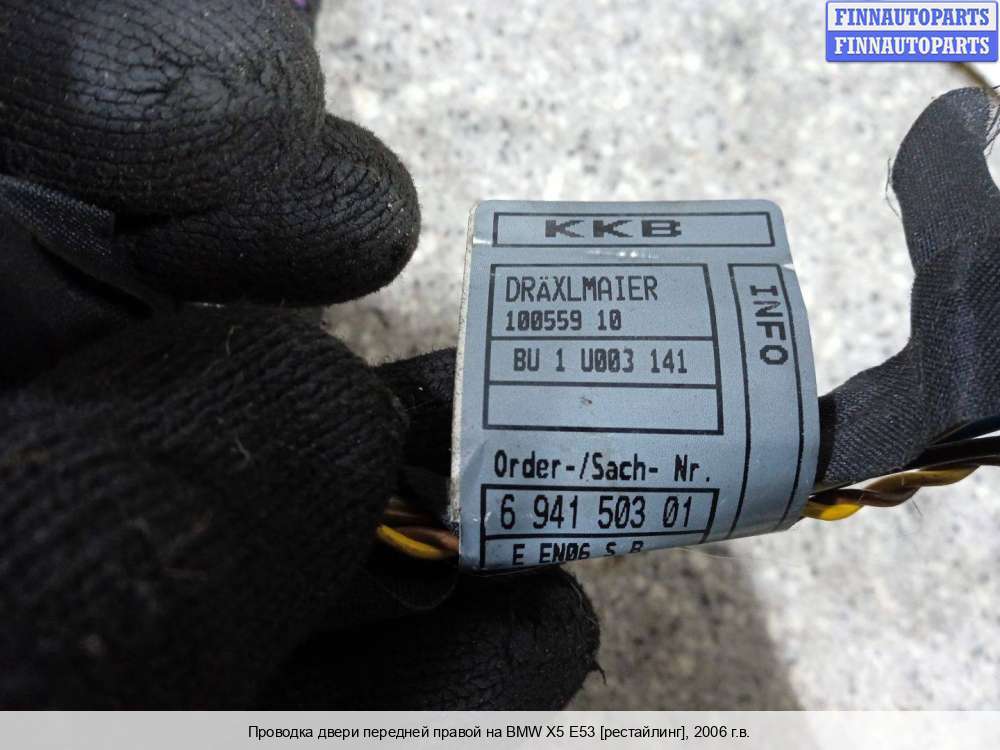 FINNAUTOPARTS
FINNAUTOPARTS
KKB
DRÄXLMAIER
100559 10
BU 1 U003 141
INFO
Order-/Sach- Nr.
6 941 503 01
E EN06 S B
Проводка двери передней правой на BMW X5 E53 [рестайлинг], 2006 г.в.